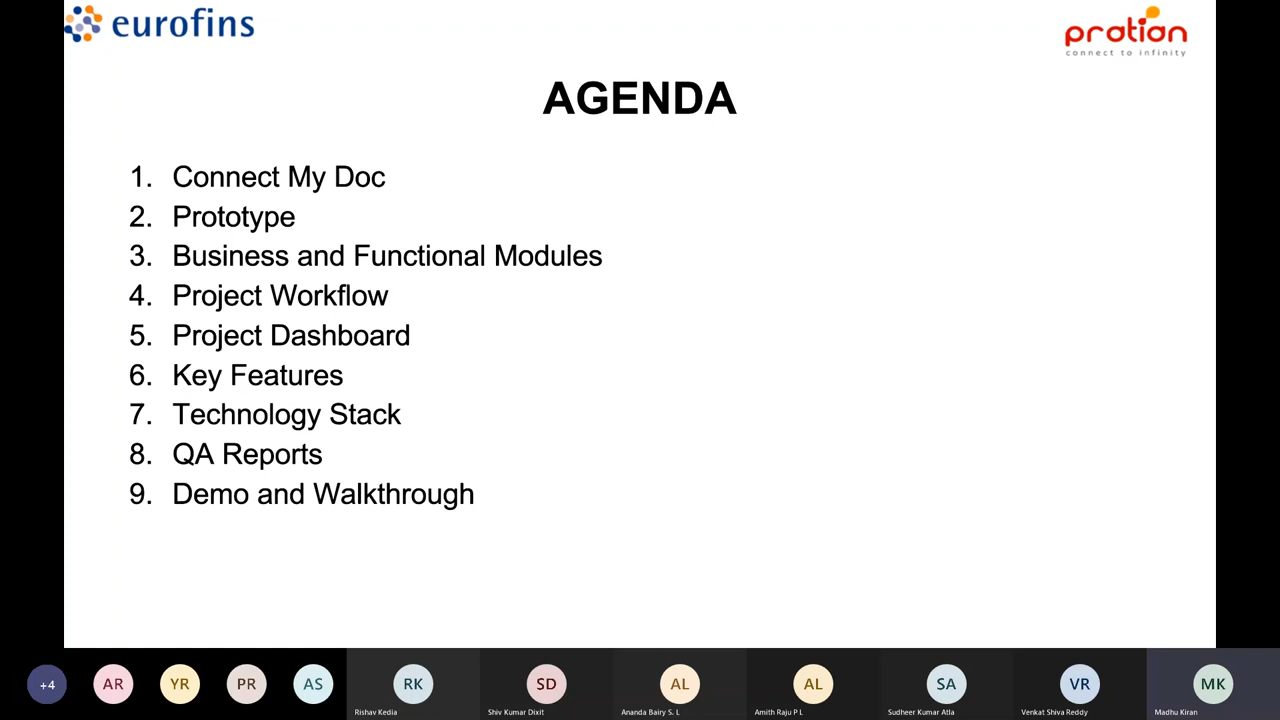 eurofins
pration
connect to infinity
AGENDA
1. Connect My Doc
2. Prototype
3. Business and Functional Modules
4. Project Workflow
5. Project Dashboard
6. Key Features
7. Technology Stack
8. QA Reports
9. Demo and Walkthrough
+4 AR YR PR AS RK SD AL AL SA VR MK
Rishav Kedia Shiv Kumar Dixit Ananda Bairy S. L Amith Raju P L Sudheer Kumar Atla Venkat Shiva Reddy Madhu Kiran